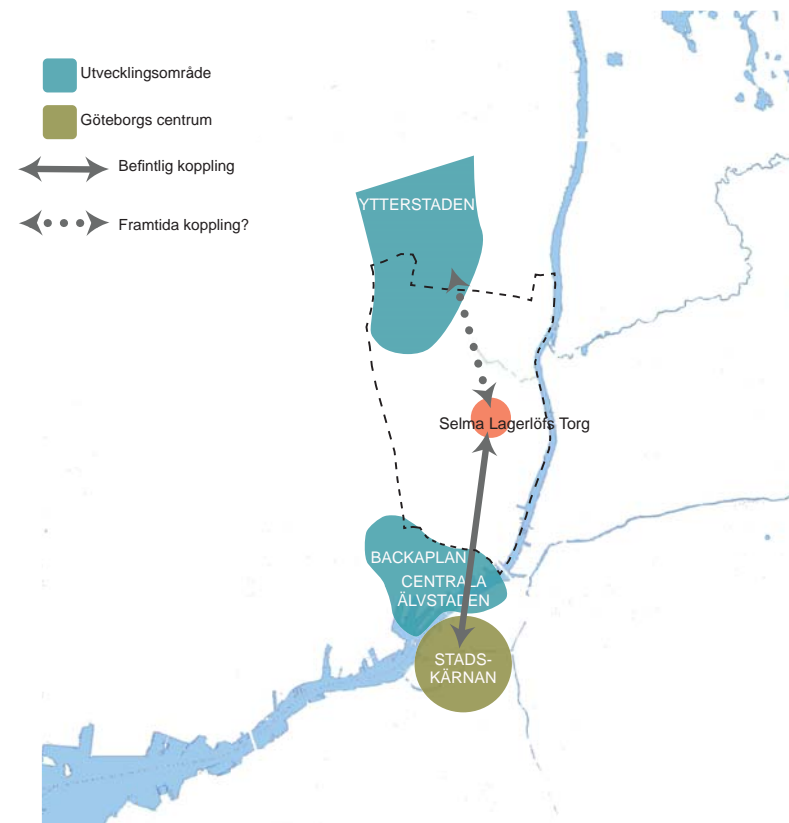 Utvecklingsområde
Göteborgs centrum
Befintlig koppling
Framtida koppling?
YTTERSTADEN
Selma Lagerlöfs Torg
BACKAPLAN
CENTRALA
ÄLVSTADEN
STADS-
KÄRNAN